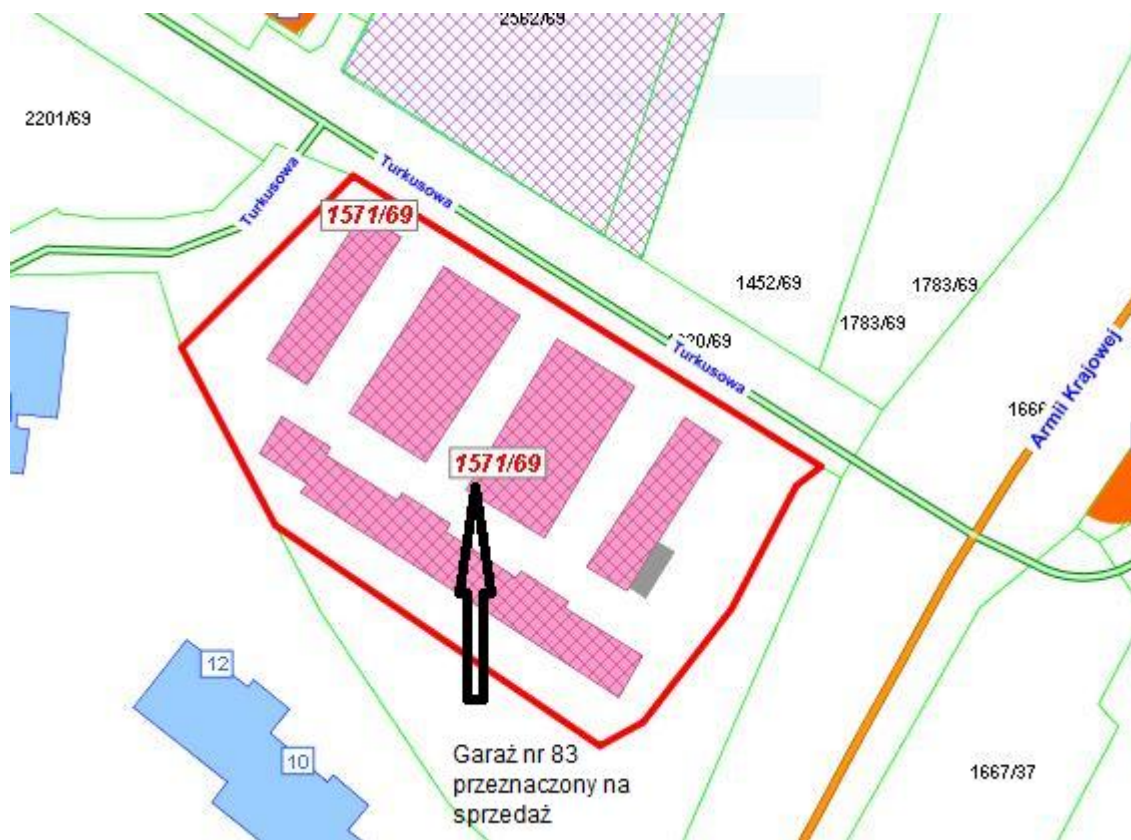 2562/69
2201/69
Turkusowa
Turkusowa
1571/69
1452/69
1783/69
1783/69
Turkusowa
Armii Krajowej
1571/69
12
10
Garaż nr 83
przeznaczony na
sprzedaż
1667/37